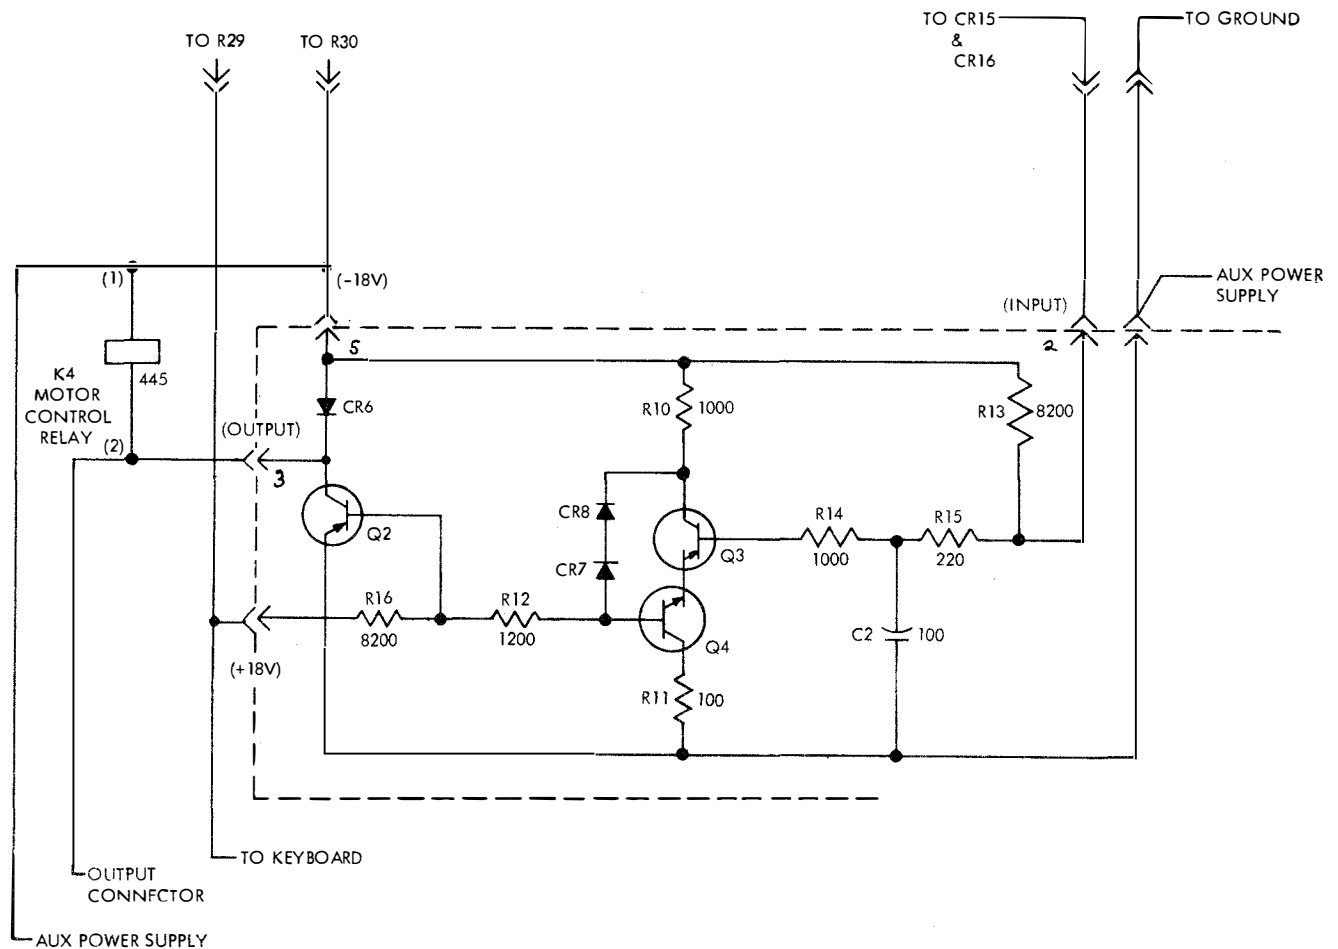 TO CR15
&
CR16
TO GROUND
TO R29
TO R30
(1)
(-18V)
AUX POWER
SUPPLY
(INPUT)
5
2
K4
MOTOR
CONTROL
RELAY
445
CR6
R10
1000
R13
8200
(OUTPUT)
(2)
3
Q2
CR8
Q3
R14
1000
R15
220
CR7
R16
8200
R12
1200
Q4
C2
100
(+18V)
R11
100
TO KEYBOARD
OUTPUT
CONNFCTOR
AUX POWER SUPPLY